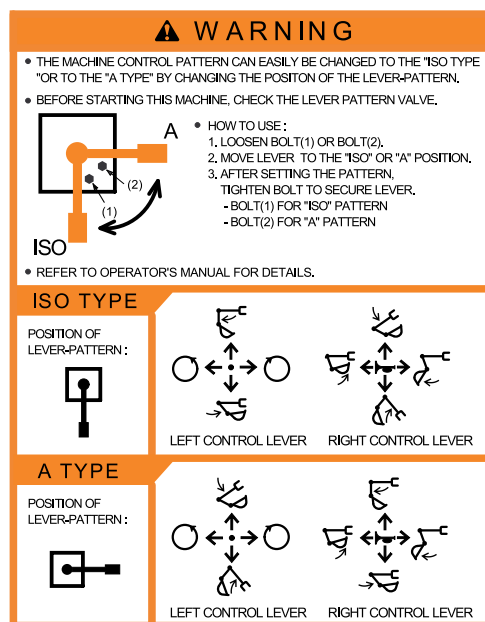 WARNING
• THE MACHINE CONTROL PATTERN CAN EASILY BE CHANGED TO THE "ISO TYPE
"OR TO THE "A TYPE" BY CHANGING THE POSITON OF THE LEVER-PATTERN.
• BEFORE STARTING THIS MACHINE, CHECK THE LEVER PATTERN VALVE.
A
(2)
(1)
ISO
• HOW TO USE :
1. LOOSEN BOLT(1) OR BOLT(2).
2. MOVE LEVER TO THE "ISO" OR "A" POSITION.
3. AFTER SETTING THE PATTERN,
TIGHTEN BOLT TO SECURE LEVER.
- BOLT(1) FOR "ISO" PATTERN
- BOLT(2) FOR "A" PATTERN
• REFER TO OPERATOR'S MANUAL FOR DETAILS.
ISO TYPE
POSITION OF
LEVER-PATTERN :
LEFT CONTROL LEVER
RIGHT CONTROL LEVER
A TYPE
POSITION OF
LEVER-PATTERN :
LEFT CONTROL LEVER
RIGHT CONTROL LEVER